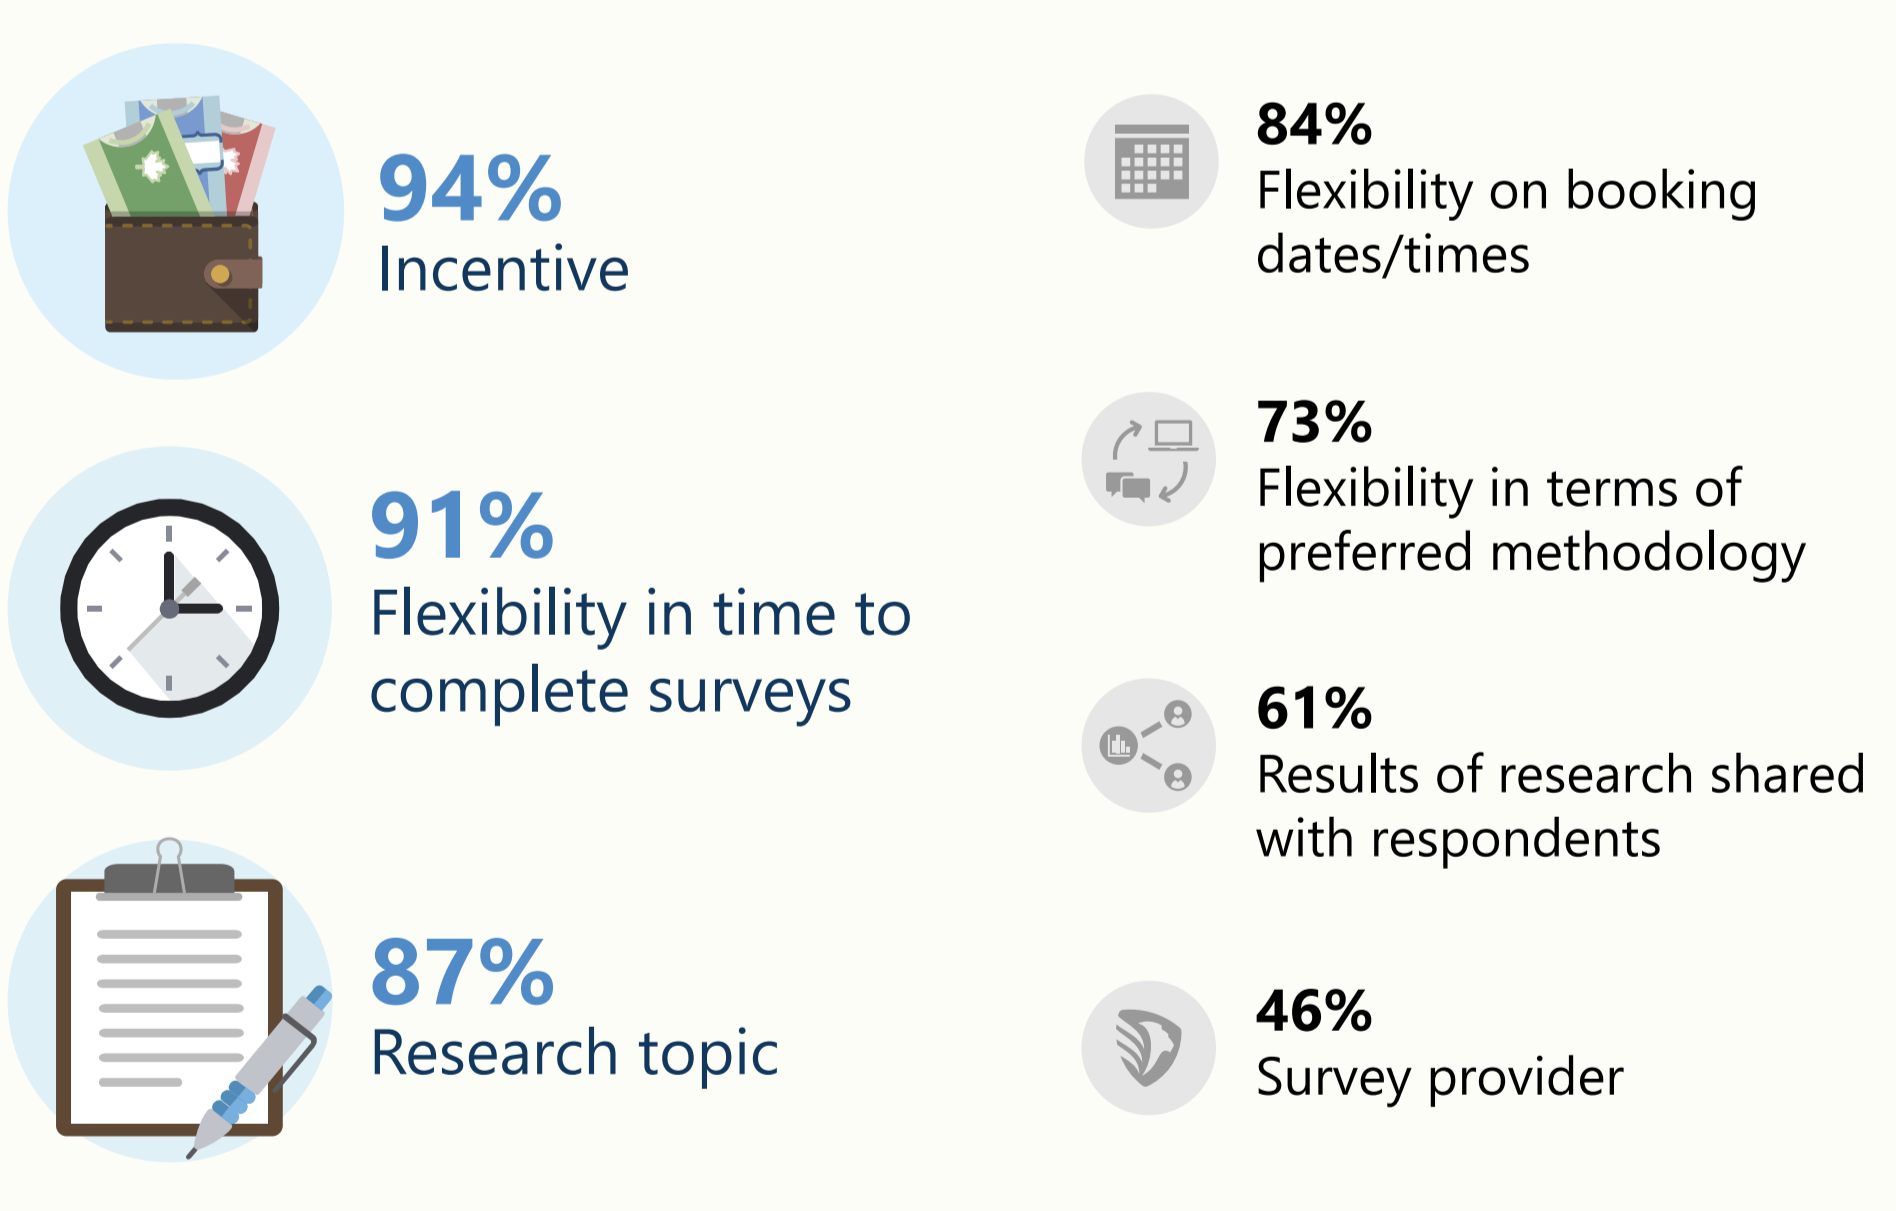 94%
Incentive
91%
Flexibility in time to
complete surveys
87%
Research topic
84%
Flexibility on booking
dates/times
73%
Flexibility in terms of
preferred methodology
61%
Results of research shared
with respondents
46%
Survey provider